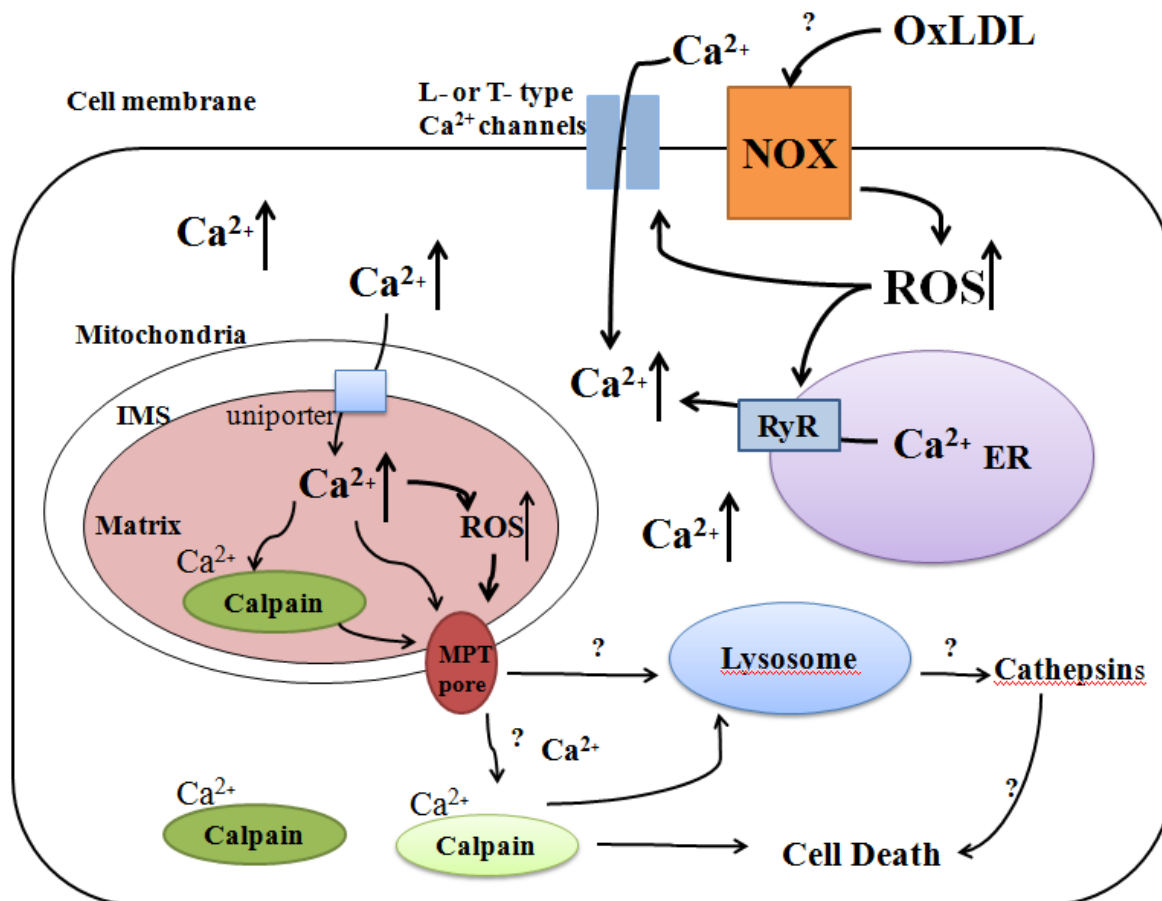 ?
OxLDL
Ca²⁺
Cell membrane
L- or T- type
Ca²⁺ channels
NOX
Ca²⁺
Ca²⁺
ROS
Mitochondria
Ca²⁺
IMS
uniporter
RyR
Ca²⁺ ER
Ca²⁺
ROS
Matrix
Ca²⁺
Ca²⁺
Calpain
MPT
pore
?
Lysosome
?
Cathepsins
?
Ca²⁺
Ca²⁺
Calpain
Ca²⁺
Calpain
?
Cell Death